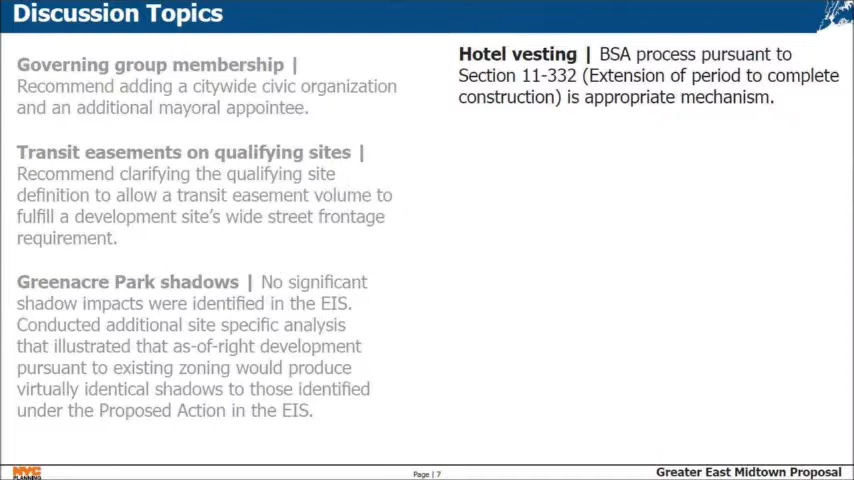 Discussion Topics
Governing group membership |
Recommend adding a citywide civic organization
and an additional mayoral appointee.
Transit easements on qualifying sites |
Recommend clarifying the qualifying site
definition to allow a transit easement volume to
fulfill a development site's wide street frontage
requirement.
Greenacre Park shadows | No significant
shadow impacts were identified in the EIS.
Conducted additional site specific analysis
that illustrated that as-of-right development
pursuant to existing zoning would produce
virtually identical shadows to those identified
under the Proposed Action in the EIS.
Hotel vesting | BSA process pursuant to
Section 11-332 (Extension of period to complete
construction) is appropriate mechanism.
NYC
PLANNING
Page | 7
Greater East Midtown Proposal